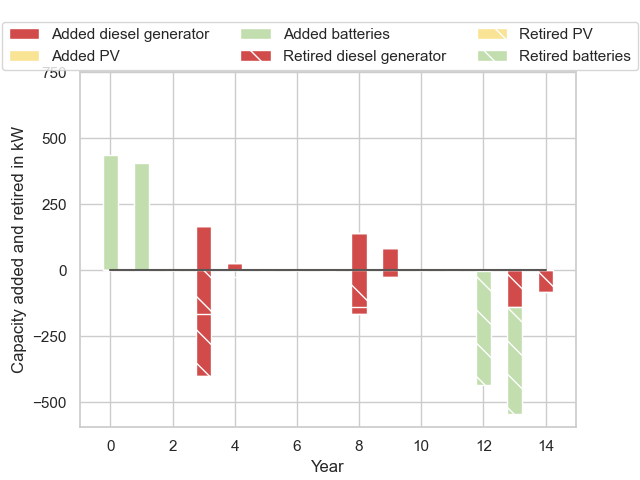 Added diesel generator Added batteries Retired PV
Added PV Retired diesel generator Retired batteries
750
500
250
0
−250
−500
Capacity added and retired in kW
0 2 4 6 8 10 12 14
Year